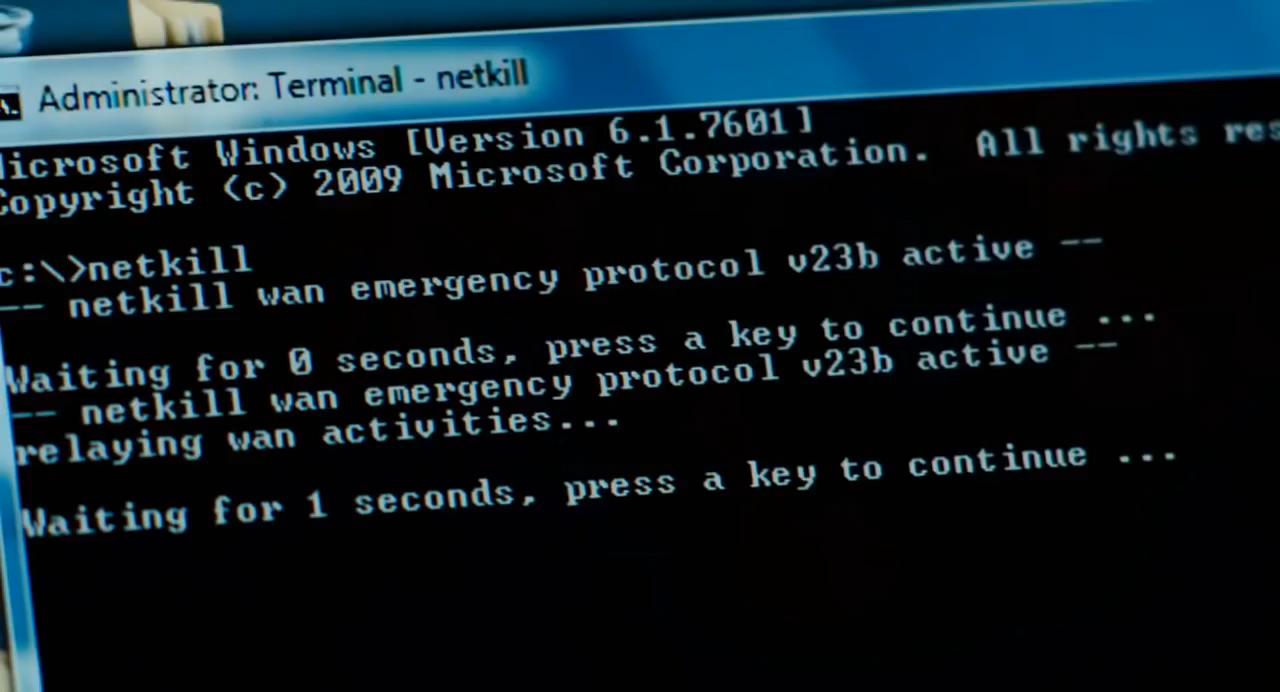 Administrator: Terminal - netkill
Microsoft Windows [Version 6.1.7601]
Copyright (c) 2009 Microsoft Corporation. All rights res
c:\>netkill
-- netkill wan emergency protocol v23b active --
Waiting for 0 seconds, press a key to continue ...
-- netkill wan emergency protocol v23b active --
relaying wan activities...
Waiting for 1 seconds, press a key to continue ...